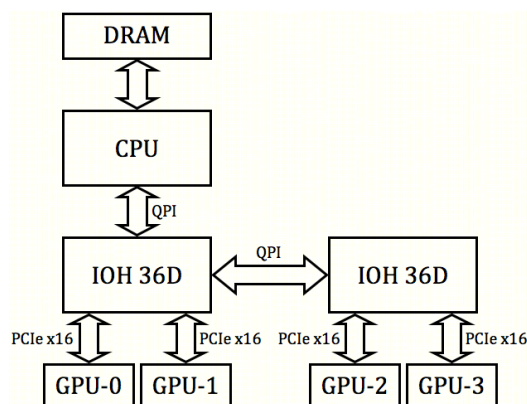 DRAM
CPU
QPI
QPI
IOH 36D
IOH 36D
PCIe x16
PCIe x16
PCIe x16
PCIe x16
GPU-0
GPU-1
GPU-2
GPU-3